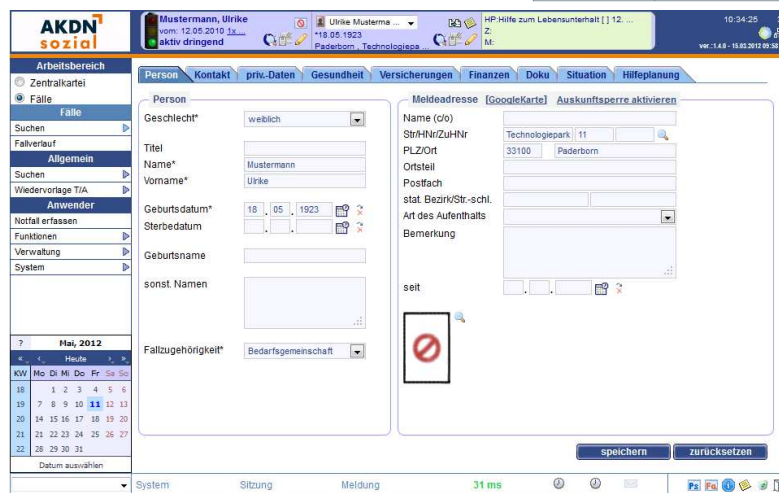 AKDN
sozial
Mustermann, Ulrike
vom: 12.05.2010 1x...
aktiv dringend
Ulrike Musterma ...
*18.05.1923
Paderborn , Technologiepa ...
HP:Hilfe zum Lebensunterhalt [ ] 12. ...
Z:
M:
10:34:25
ver.:1.4.0 - 15.03.2012 09:58
Arbeitsbereich
Zentralkartei
Fälle
Fälle
Suchen
Fallverlauf
Allgemein
Suchen
Wiedervorlage T/A
Anwender
Notfall erfassen
Funktionen
Verwaltung
System
? Mai, 2012
« ‹ Heute › »
KW Mo Di Mi Do Fr Sa So
18 1 2 3 4 5 6
19 7 8 9 10 11 12 13
20 14 15 16 17 18 19 20
21 21 22 23 24 25 26 27
22 28 29 30 31
Datum auswählen
Person Kontakt priv.-Daten Gesundheit Versicherungen Finanzen Doku Situation Hilfeplanung
Person
Geschlecht* weiblich
Titel
Name* Mustermann
Vorname* Ulrike
Geburtsdatum* 18 . 05 . 1923
Sterbedatum . .
Geburtsname
sonst. Namen
Fallzugehörigkeit* Bedarfsgemeinschaft
Meldeadresse [GoogleKarte] Auskunftsperre aktivieren
Name (c/o)
Str/HNr/ZuHNr Technologiepark 11
PLZ/Ort 33100 Paderborn
Ortsteil
Postfach
stat. Bezirk/Str.-schl.
Art des Aufenthalts
Bemerkung
seit . .
speichern zurücksetzen
System Sitzung Meldung 31 ms
Ps Fa